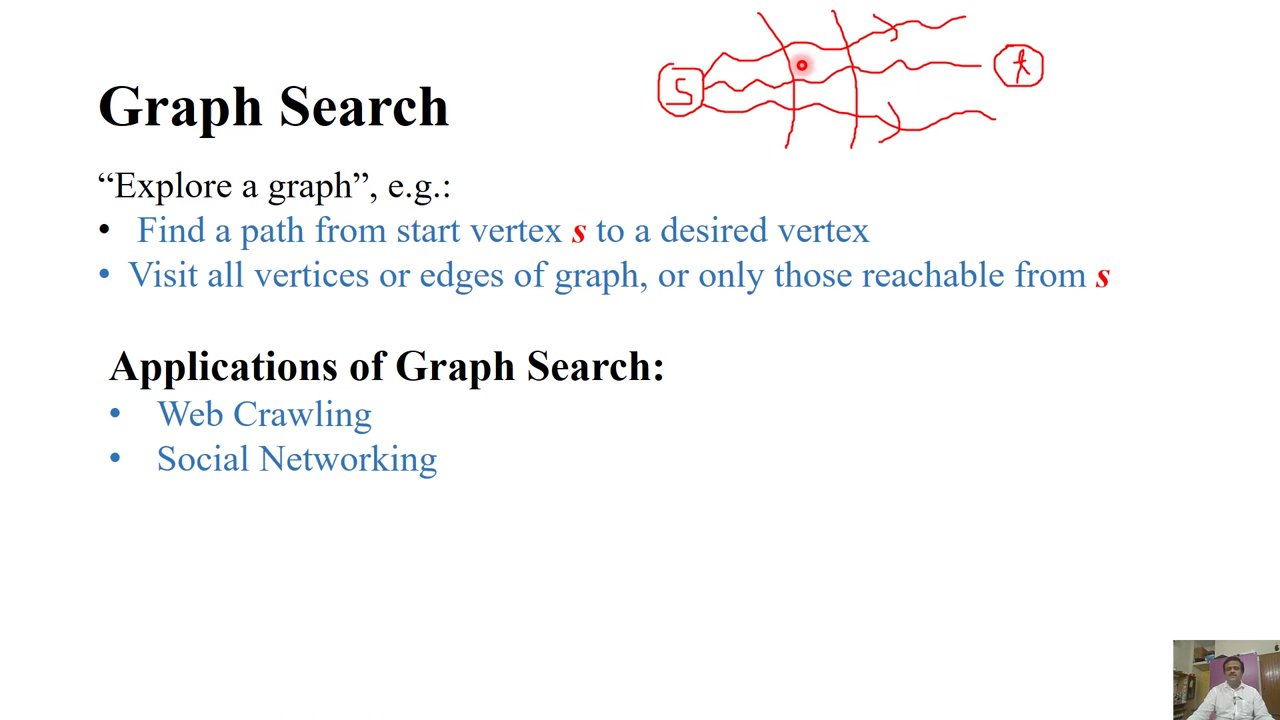 S
t
Graph Search
“Explore a graph”, e.g.:
• Find a path from start vertex s to a desired vertex
• Visit all vertices or edges of graph, or only those reachable from s
Applications of Graph Search:
• Web Crawling
• Social Networking